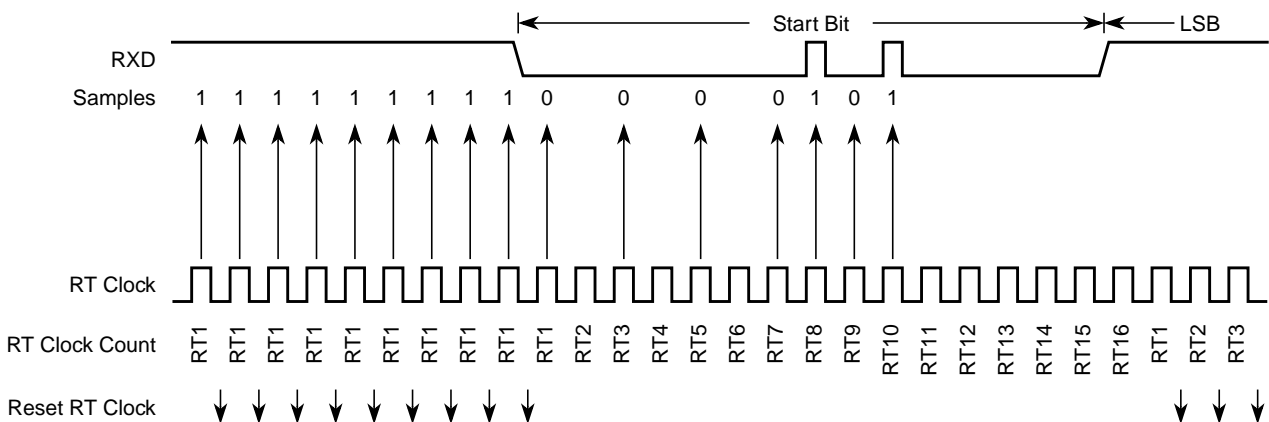 Start Bit LSB
RXD
Samples 1 1 1 1 1 1 1 1 1 0 0 0 0 1 0 1
RT Clock
RT Clock Count RT1 RT1 RT1 RT1 RT1 RT1 RT1 RT1 RT1 RT1 RT2 RT3 RT4 RT5 RT6 RT7 RT8 RT9 RT10 RT11 RT12 RT13 RT14 RT15 RT16 RT1 RT2 RT3
Reset RT Clock